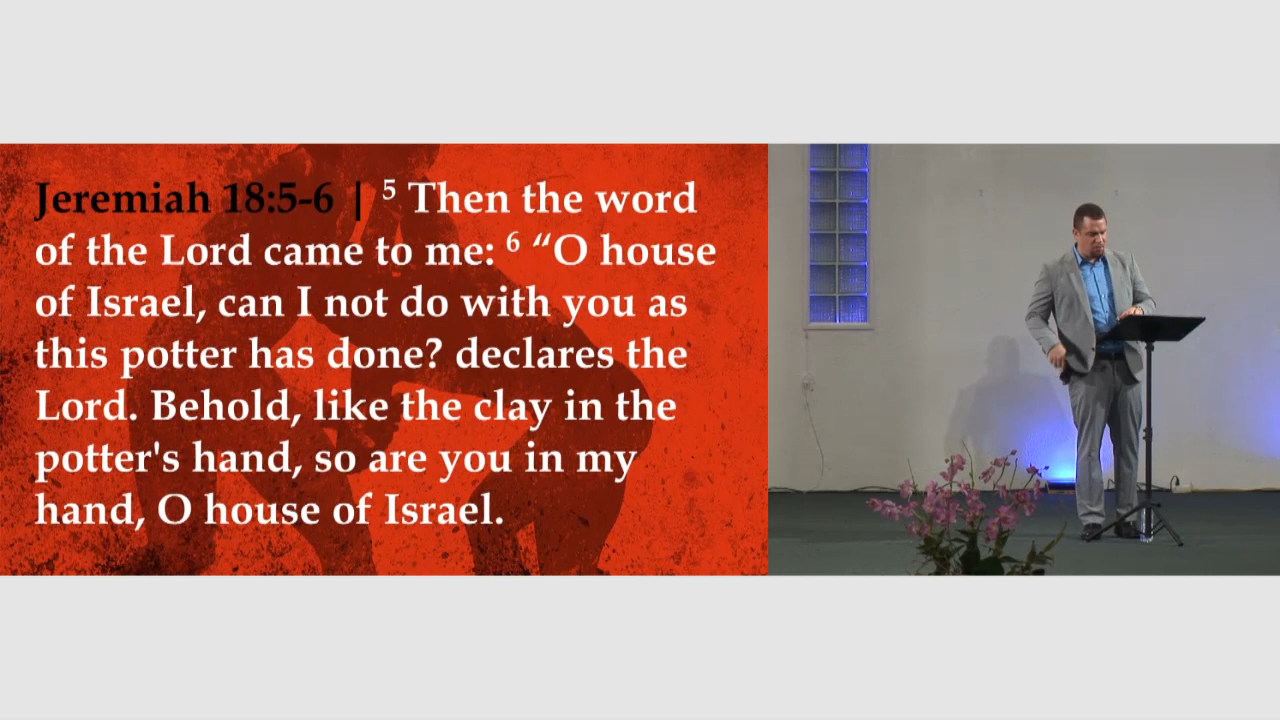 Jeremiah 18:5-6 | ⁵ Then the word
of the Lord came to me: ⁶ “O house
of Israel, can I not do with you as
this potter has done? declares the
Lord. Behold, like the clay in the
potter's hand, so are you in my
hand, O house of Israel.